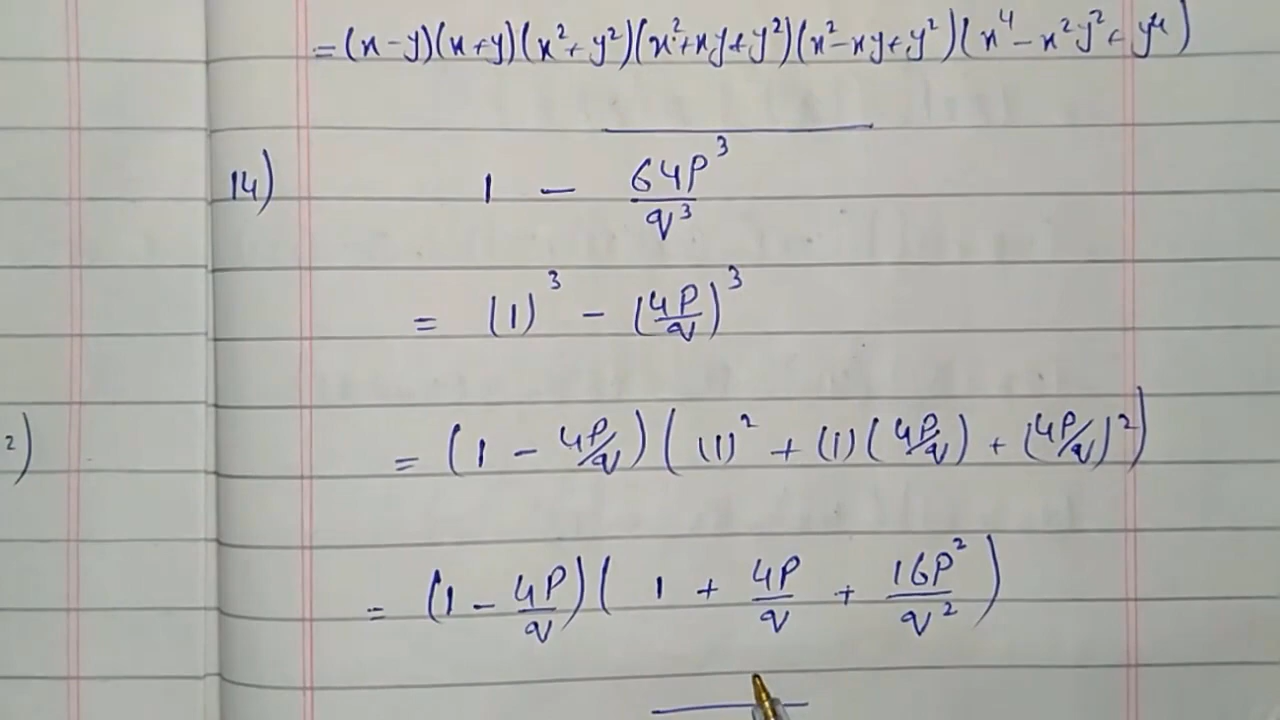 = (x-y)(x+y)(x²+y²)(x²+xy+y²)(x²-xy+y²)(x⁴-x²y²+y⁴)
14) 1 - 64P³/q³
= (1)³ - (4P/q)³
2)
= (1 - 4P/q)((1)² + (1)(4P/q) + (4P/q)²)
= (1 - 4P/q)(1 + 4P/q + 16P²/q²)